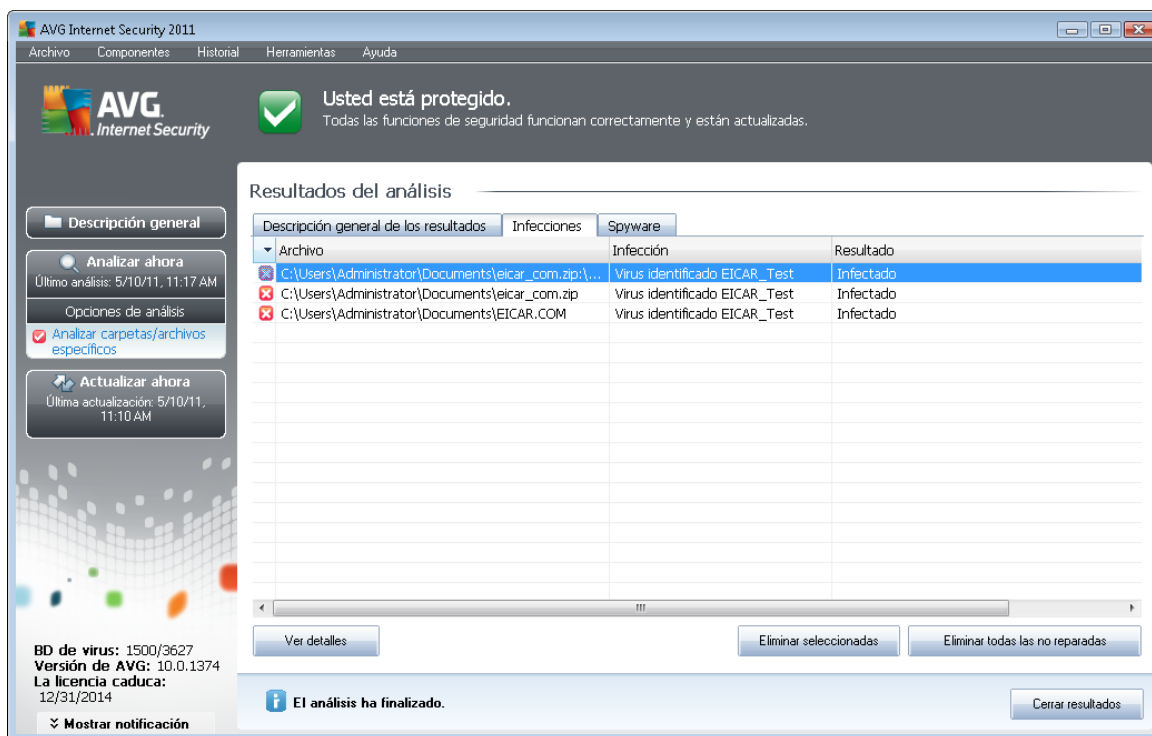 AVG Internet Security 2011
Archivo Componentes Historial Herramientas Ayuda
AVG.
Internet Security
Usted está protegido.
Todas las funciones de seguridad funcionan correctamente y están actualizadas.
Descripción general
Analizar ahora
Último análisis: 5/10/11, 11:17 AM
Opciones de análisis
Analizar carpetas/archivos
específicos
Actualizar ahora
Última actualización: 5/10/11,
11:10 AM
BD de virus: 1500/3627
Versión de AVG: 10.0.1374
La licencia caduca:
12/31/2014
Mostrar notificación
Resultados del análisis
Descripción general de los resultados Infecciones Spyware
Archivo Infección Resultado
C:\Users\Administrator\Documents\eicar_com.zip:\... Virus identificado EICAR_Test Infectado
C:\Users\Administrator\Documents\eicar_com.zip Virus identificado EICAR_Test Infectado
C:\Users\Administrator\Documents\EICAR.COM Virus identificado EICAR_Test Infectado
Ver detalles Eliminar seleccionadas Eliminar todas las no reparadas
El análisis ha finalizado.
Cerrar resultados